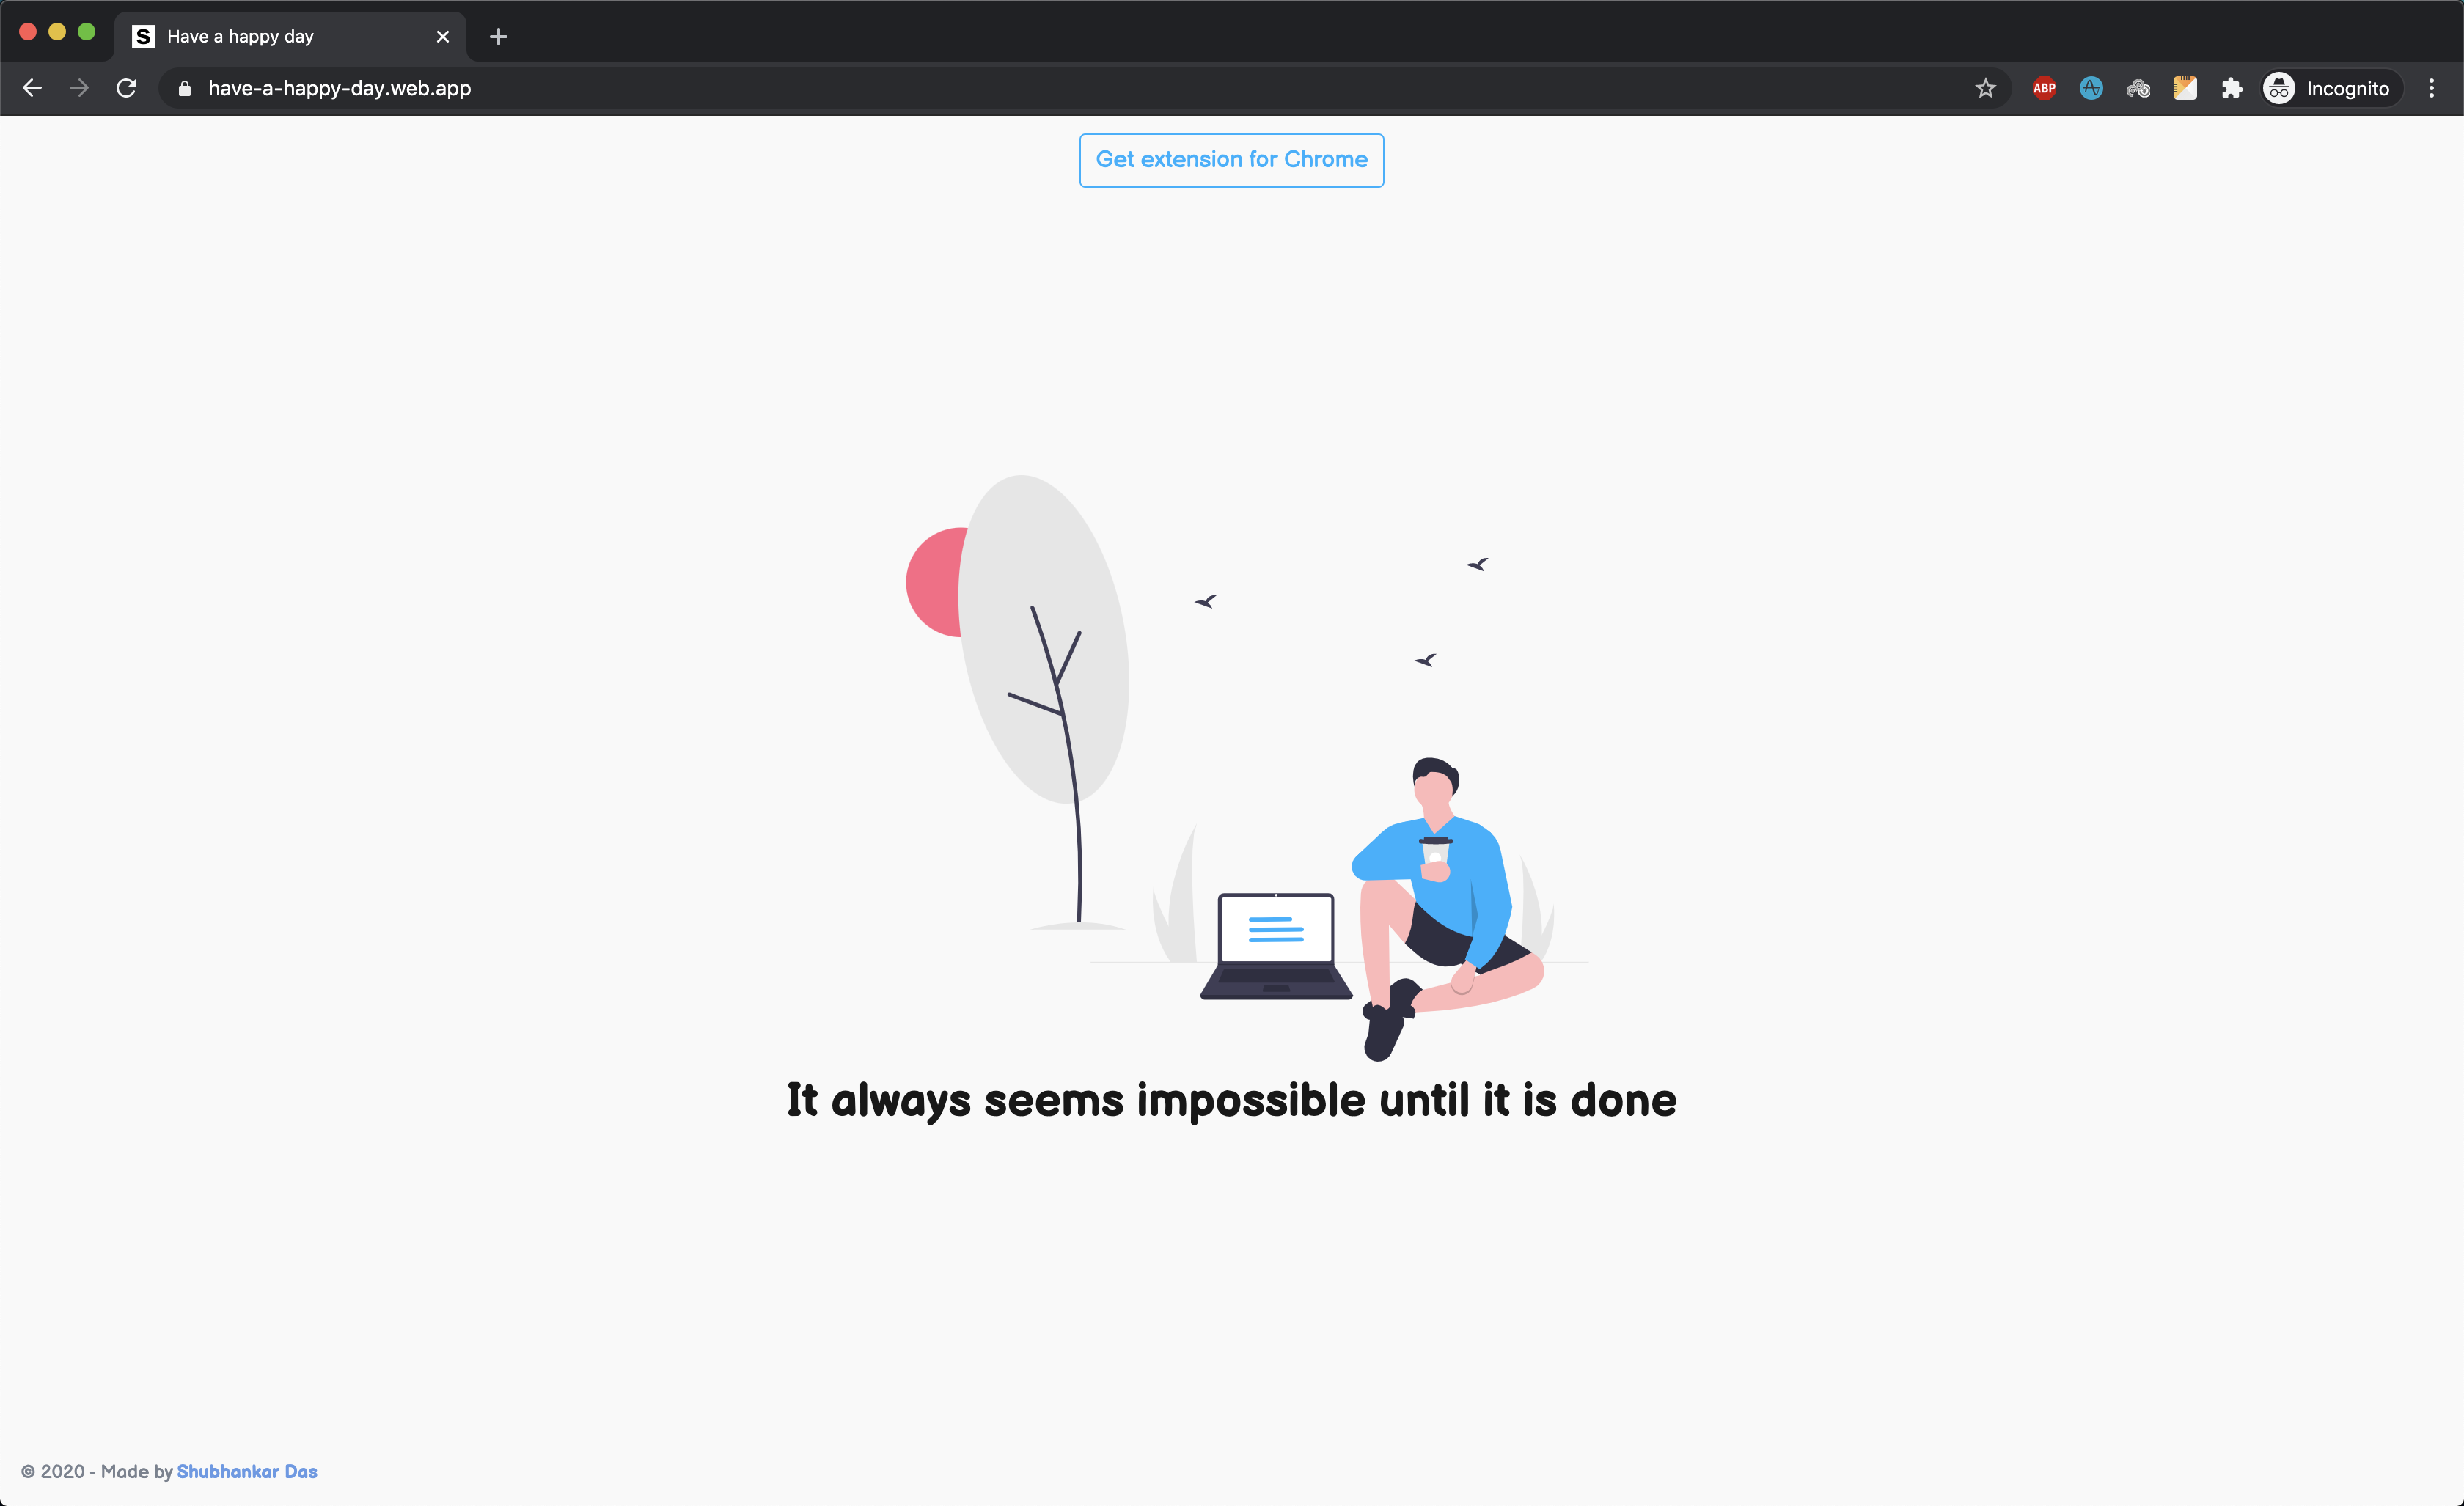 S Have a happy day
have-a-happy-day.web.app
ABP
Incognito
Get extension for Chrome
It always seems impossible until it is done
© 2020 - Made by Shubhankar Das